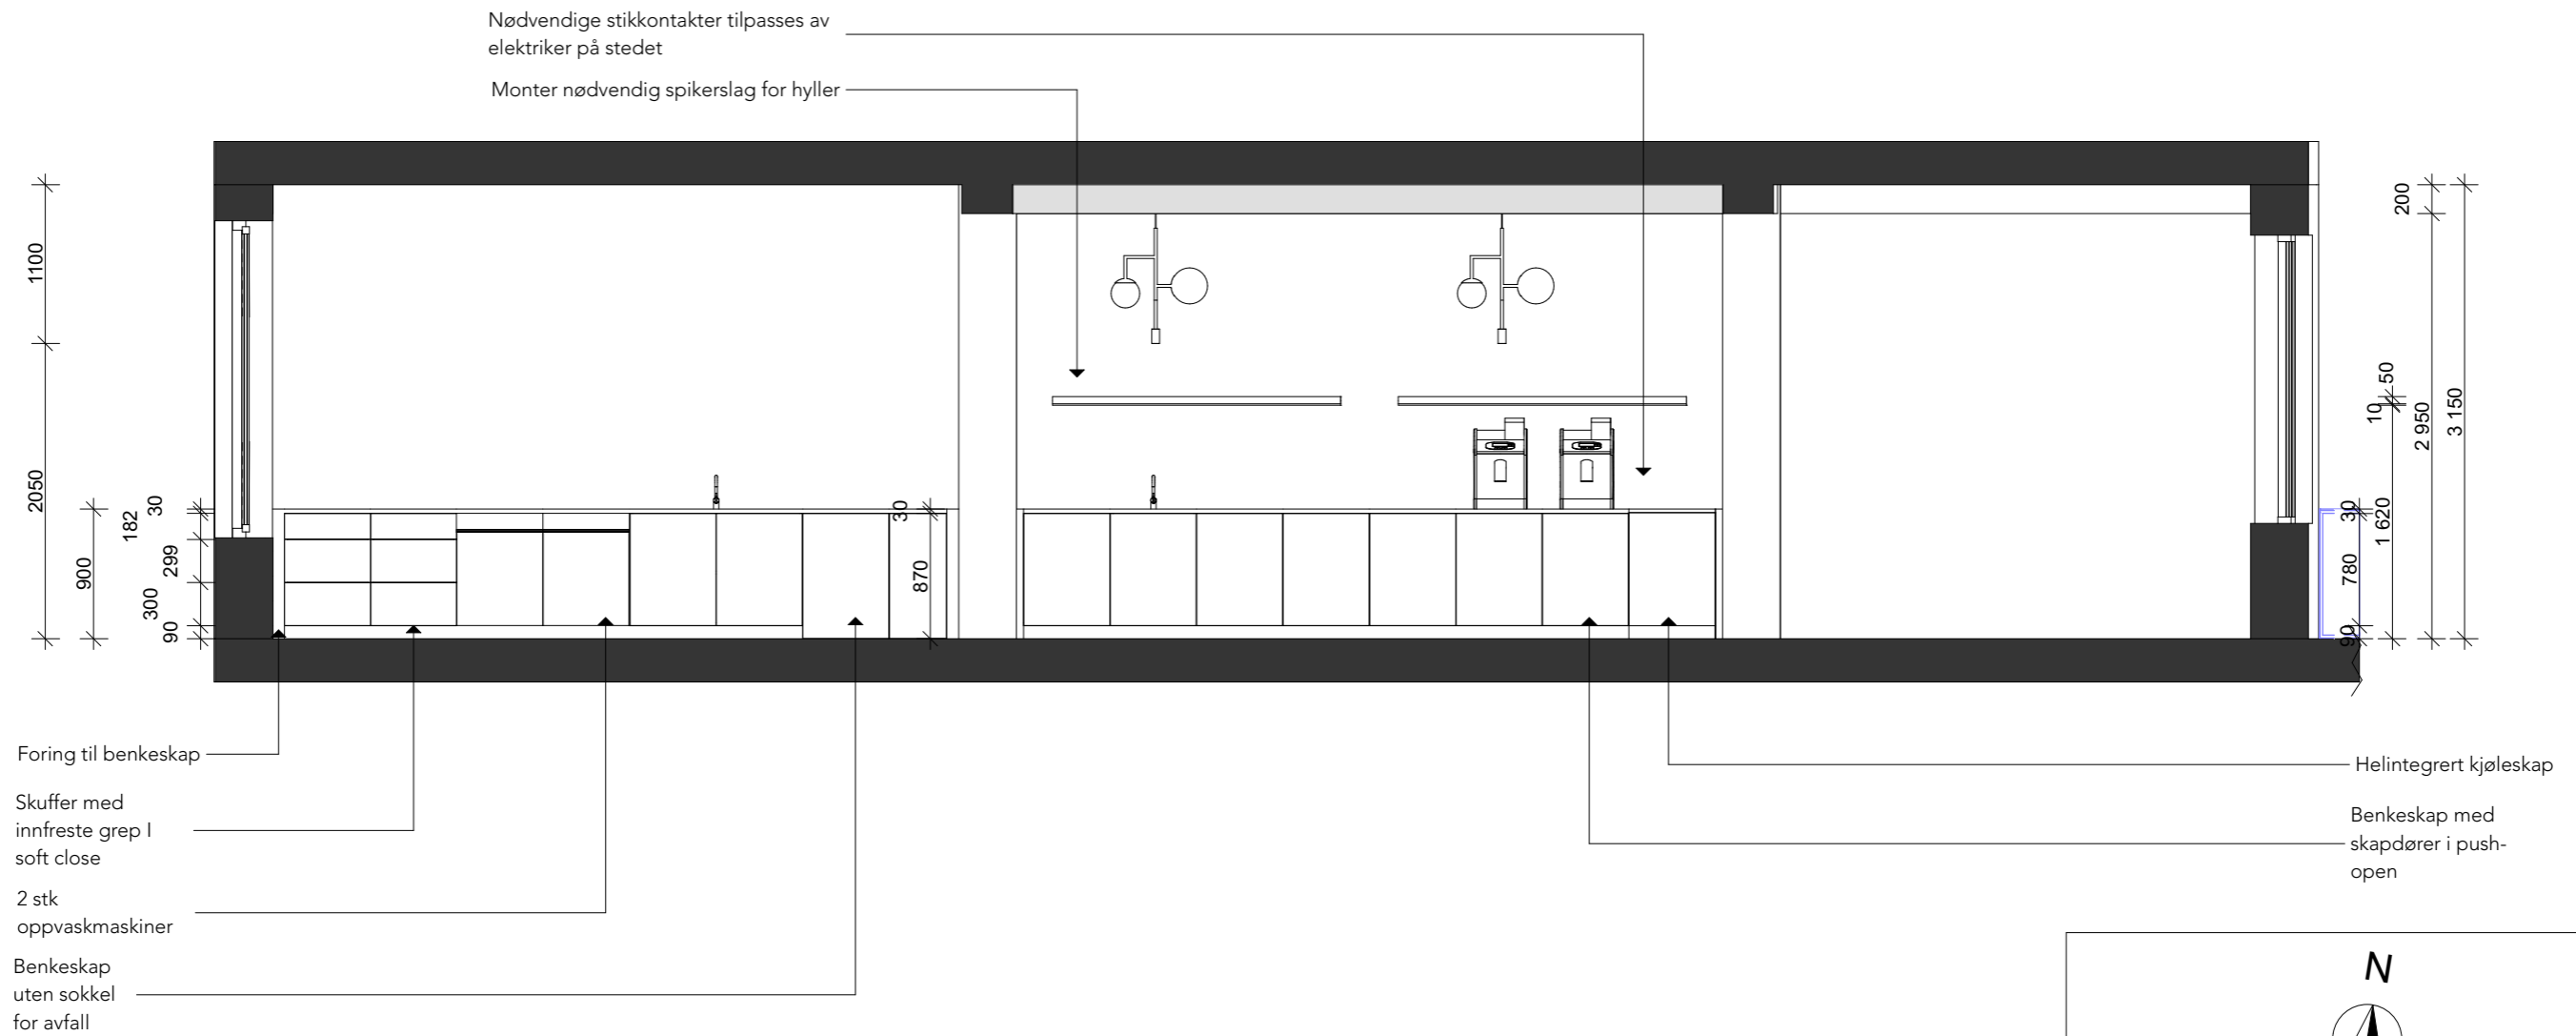 Nødvendige stikkontakter tilpasses av
elektriker på stedet
Monter nødvendig spikerslag for hyller
1100
2050
900
30
182
299
300
90
30
870
200
50
10
2 950
3 150
30
1 620
780
90
Foring til benkeskap
Skuffer med
innfreste grep I
soft close
2 stk
oppvaskmaskiner
Benkeskap
uten sokkel
for avfall
Helintegrert kjøleskap
Benkeskap med
skapdører i push-
open
N